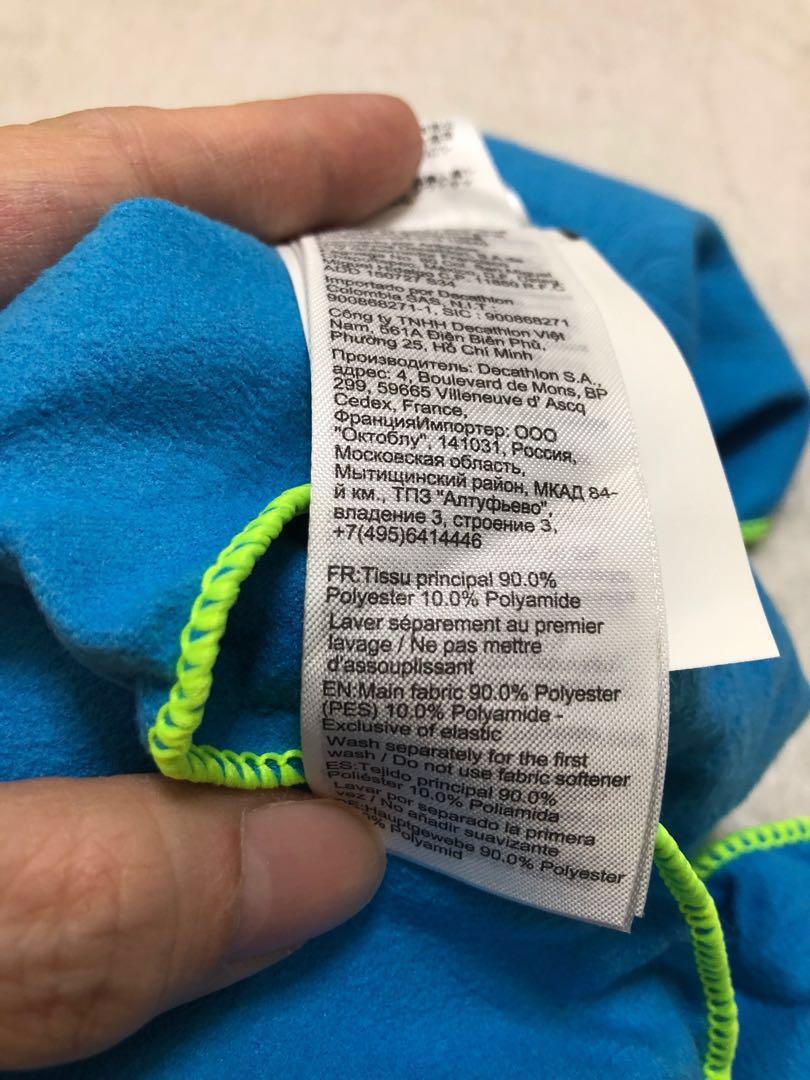 Importado por Decathlon
Colombia SAS, N.I.T.:
900868271-1, SIC : 900868271
Công ty TNHH Decathlon Việt
Nam, 561A Điện Biên Phủ,
Phường 25, Hồ Chí Minh
Производитель: Decathlon S.A.,
адрес: 4, Boulevard de Mons, BP
299, 59665 Villeneuve d' Ascq
Cedex, France,
ФранцияИмпортер: ООО
"Октоблу", 141031, Россия,
Московская область,
Мытищинский район, МКАД 84-
й км., ТПЗ "Алтуфьево",
владение 3, строение 3,
+7(495)6414446
FR:Tissu principal 90.0%
Polyester 10.0% Polyamide
Laver séparement au premier
lavage / Ne pas mettre
d'assouplissant
EN:Main fabric 90.0% Polyester
(PES) 10.0% Polyamide -
Exclusive of elastic
Wash separately for the first
wash / Do not use fabric softener
ES:Tejido principal 90.0%
Poliéster 10.0% Poliamida
Lavar por separado la primera
vez / No añadir suavizante
Hauptgewebe 90.0% Polyester
% Polyamid